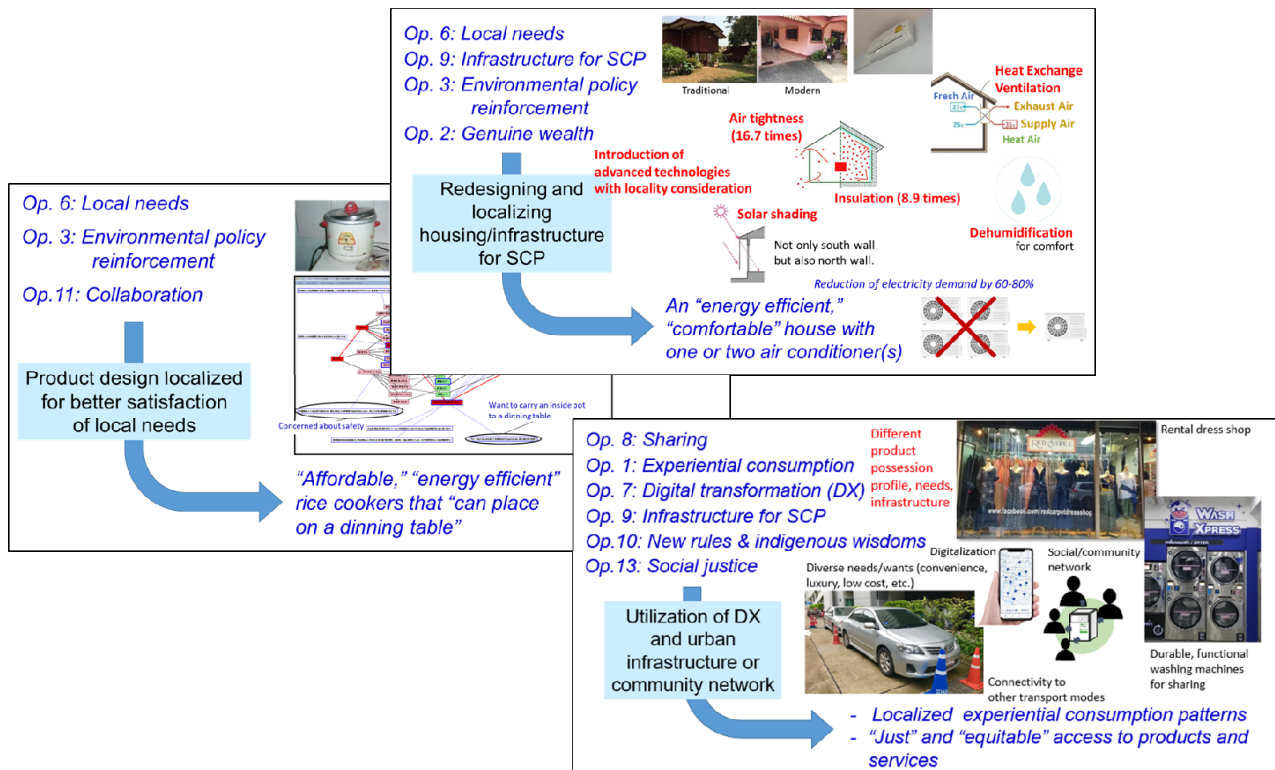 Op. 6: Local needs
Op. 9: Infrastructure for SCP
Op. 3: Environmental policy
reinforcement
Op. 2: Genuine wealth
Redesigning and
localizing
housing/infrastructure
for SCP
Traditional
Modern
Heat Exchange
Ventilation
Fresh Air
Exhaust Air
Supply Air
Heat Air
25℃
Air tightness
(16.7 times)
Introduction of
advanced technologies
with locality consideration
Insulation (8.9 times)
Solar shading
Not only south wall
but also north wall.
Dehumidification
for comfort
Reduction of electricity demand by 60-80%
An “energy efficient,”
“comfortable” house with
one or two air conditioner(s)
Op. 6: Local needs
Op. 3: Environmental policy
reinforcement
Op.11: Collaboration
Product design localized
for better satisfaction
of local needs
Concerned about safety
Want to carry an inside pot
to a dinning table
“Affordable,” “energy efficient”
rice cookers that “can place
on a dinning table”
Op. 8: Sharing
Op. 1: Experiential consumption
Op. 7: Digital transformation (DX)
Op. 9: Infrastructure for SCP
Op.10: New rules & indigenous wisdoms
Op.13: Social justice
Utilization of DX
and urban
infrastructure or
community network
Different
product
possession
profile, needs,
infrastructure
Rental dress shop
www.facebook.com/redcarpetdressshop
WASH
XPRESS
Digitalization
Social/community
network
Diverse needs/wants (convenience,
luxury, low cost, etc.)
Connectivity to
other transport modes
Durable, functional
washing machines
for sharing
- Localized experiential consumption patterns
- “Just” and “equitable” access to products and
services